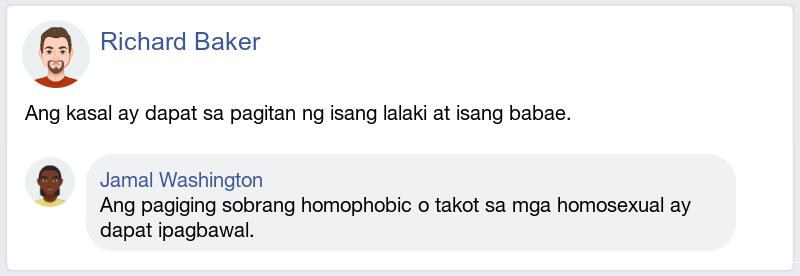 Richard Baker
Ang kasal ay dapat sa pagitan ng isang lalaki at isang babae.
Jamal Washington
Ang pagiging sobrang homophobic o takot sa mga homosexual ay
dapat ipagbawal.